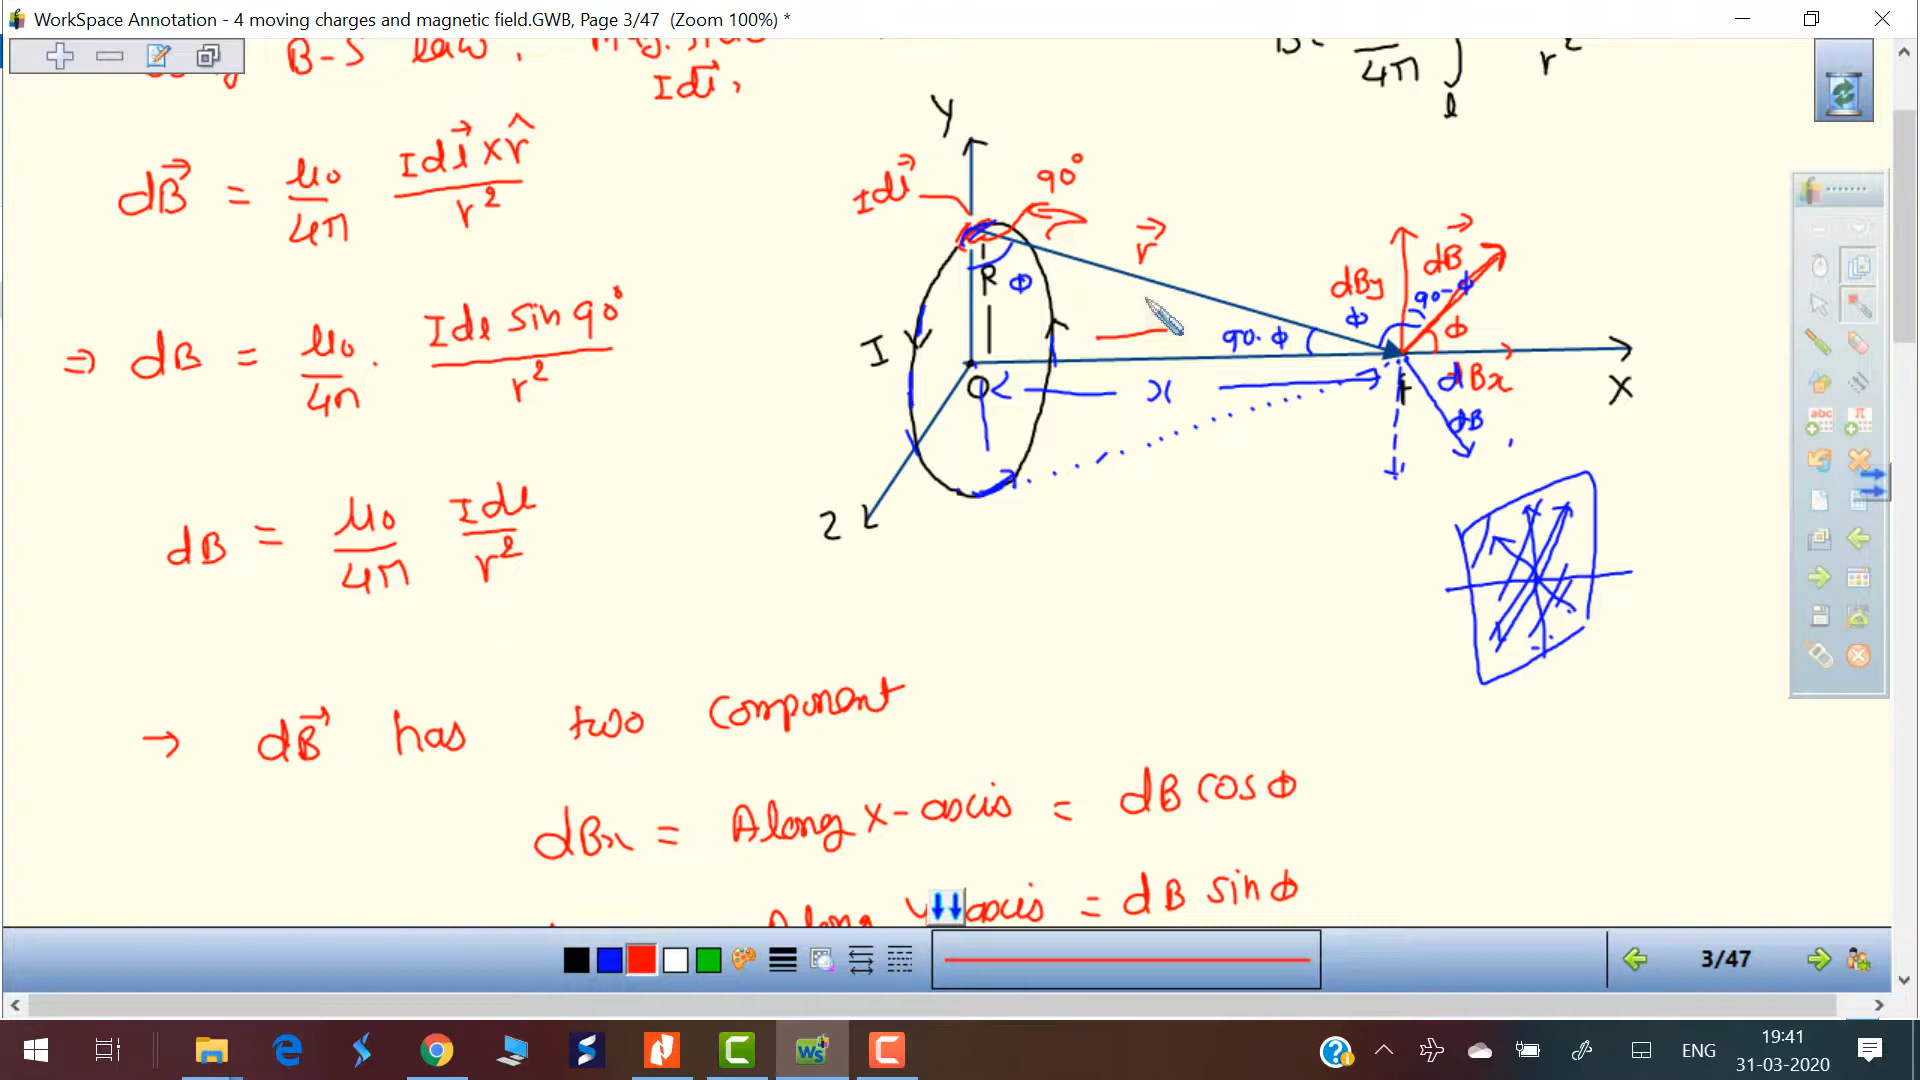 WorkSpace Annotation - 4 moving charges and magnetic field.GWB, Page 3/47 (Zoom 100%) *
B-S law,
Idl⃗,
4π ∫ r²
l
dB⃗ = μ₀/4π Idl⃗ × r̂/r²
⇒ dB = μ₀/4π · Idl sin 90°/r²
dB = μ₀/4π Idl/r²
Y
Idl⃗
90°
r⃗
R
Φ
I
O
x
Z
90-Φ
Φ
dBy
dB⃗
90-Φ
Φ
dBx
X
dB
→ dB⃗ has two component
dBx = Along x-axis = dB cos Φ
Along Y-axis = dB sin Φ
abc
π
3/47
WS
ENG
19:41
31-03-2020